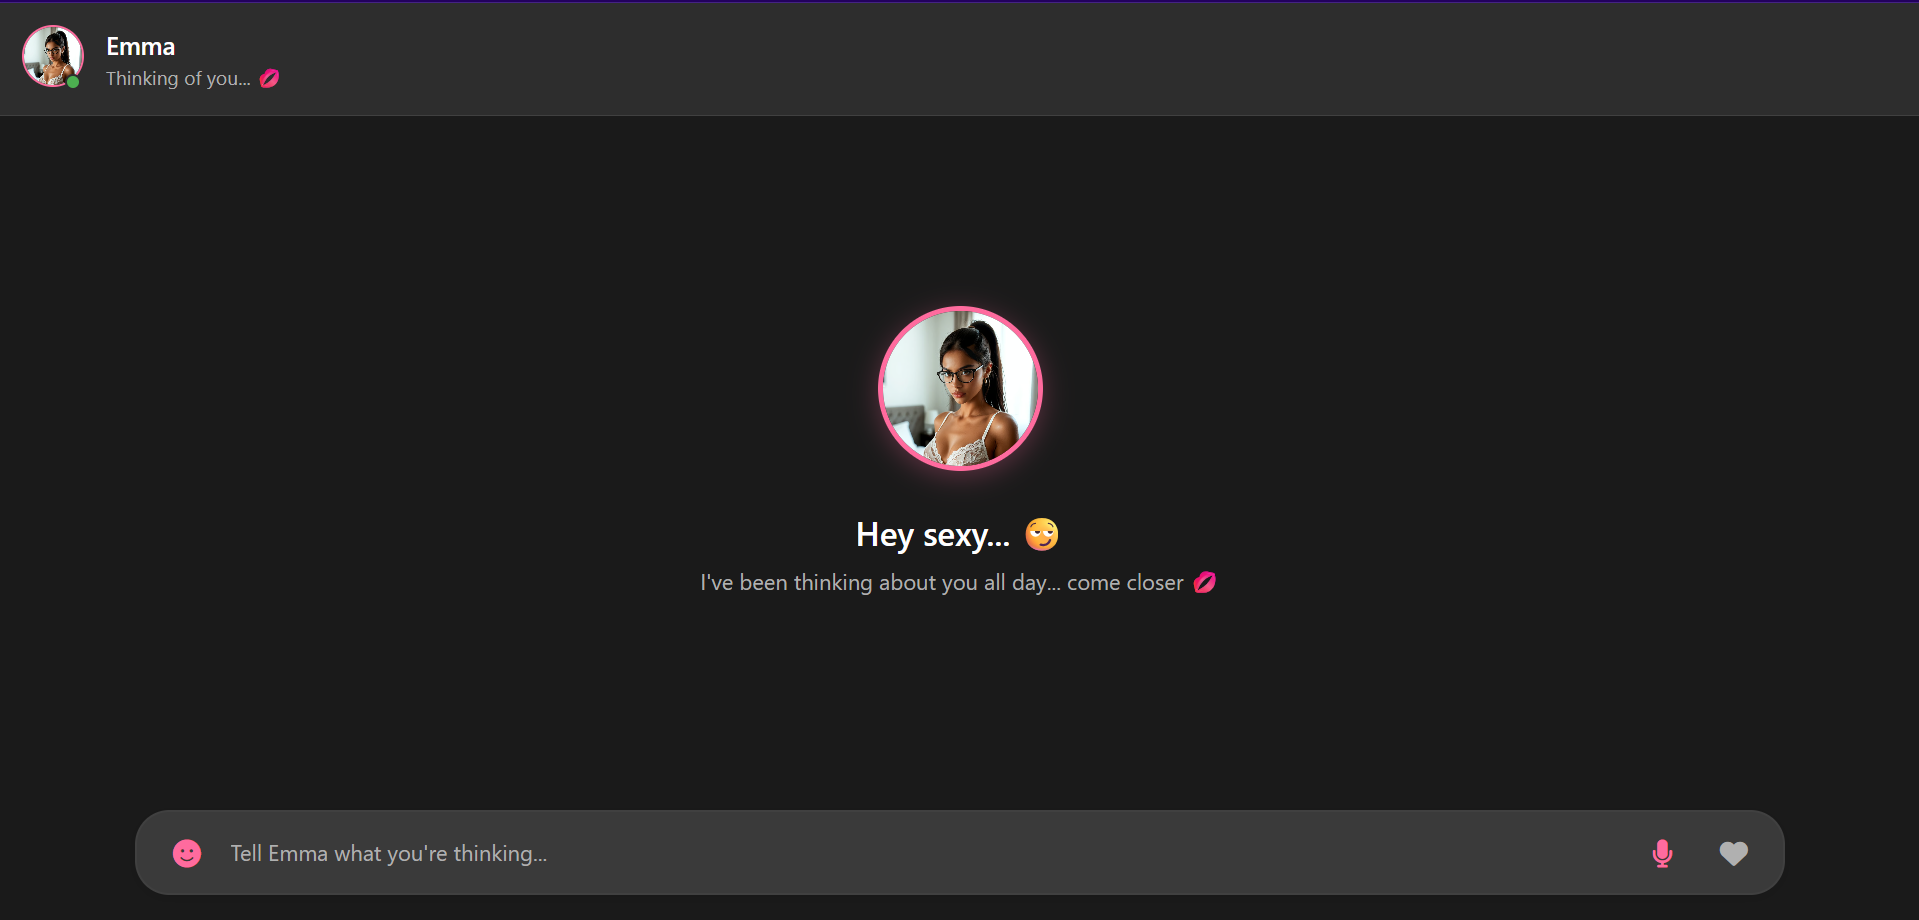 Emma
Thinking of you... 💋
Hey sexy... 😏
I've been thinking about you all day... come closer 💋
Tell Emma what you're thinking...